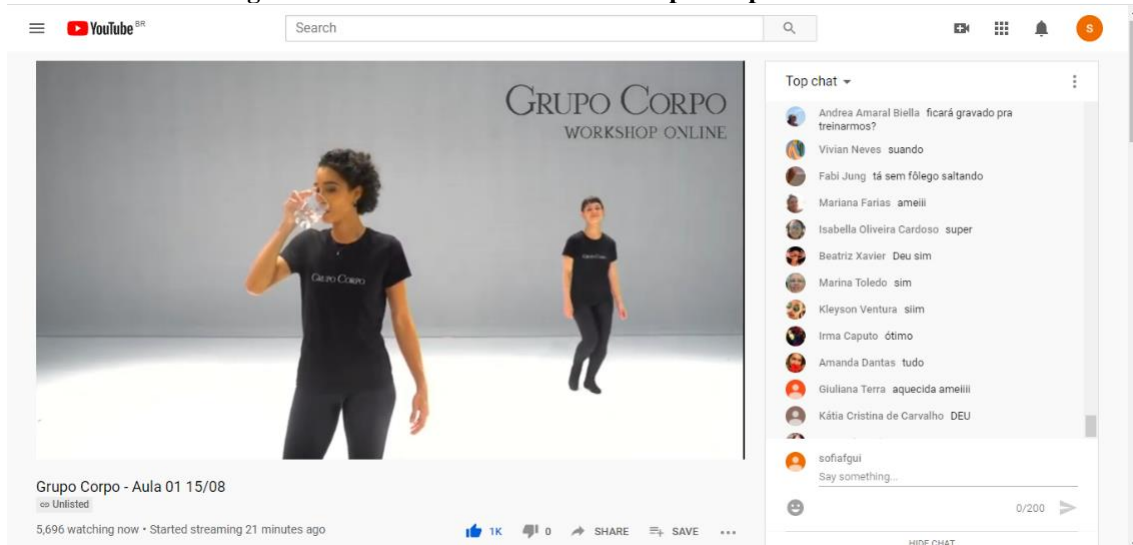 YouTube BR
Search
S
GRUPO CORPO
WORKSHOP ONLINE
GRUPO CORPO
Grupo Corpo - Aula 01 15/08
Unlisted
5,696 watching now • Started streaming 21 minutes ago
1K 0 SHARE SAVE
Top chat
Andrea Amaral Biella ficará gravado pra
treinarmos?
Vivian Neves suando
Fabi Jung tá sem fôlego saltando
Mariana Farias ameiii
Isabella Oliveira Cardoso super
Beatriz Xavier Deu sim
Marina Toledo sim
Kleyson Ventura siim
Irma Caputo ótimo
Amanda Dantas tudo
Giuliana Terra aquecida ameiiii
Kátia Cristina de Carvalho DEU
sofiafgui
Say something...
0/200
HIDE CHAT